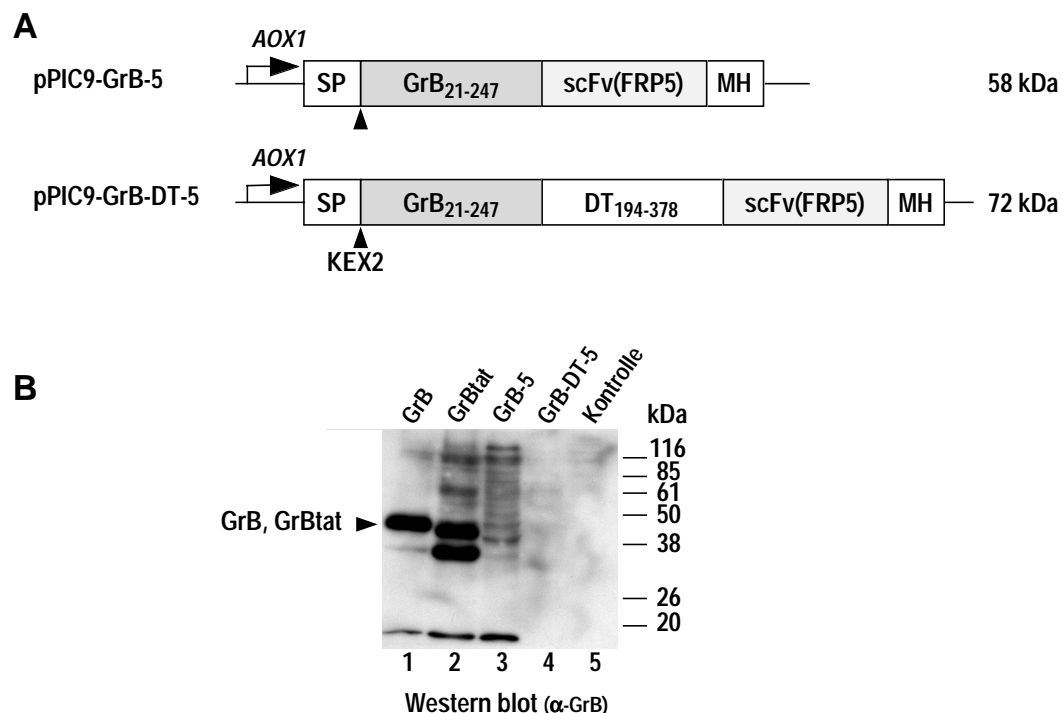 A
AOX1
pPIC9-GrB-5 SP GrB21-247 scFv(FRP5) MH 58 kDa
AOX1
pPIC9-GrB-DT-5 SP GrB21-247 DT194-378 scFv(FRP5) MH 72 kDa
KEX2
B
GrB GrBtat GrB-5 GrB-DT-5 Kontrolle kDa
116
85
61
GrB, GrBtat 50
38
26
20
1 2 3 4 5
Western blot (α-GrB)